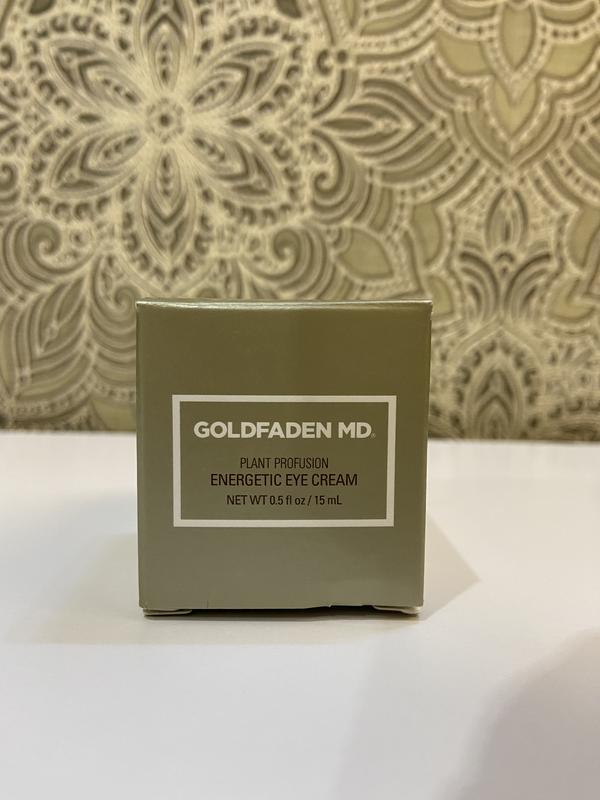 GOLDFADEN MD®
PLANT PROFUSION
ENERGETIC EYE CREAM
NET WT 0.5 fl oz / 15 mL